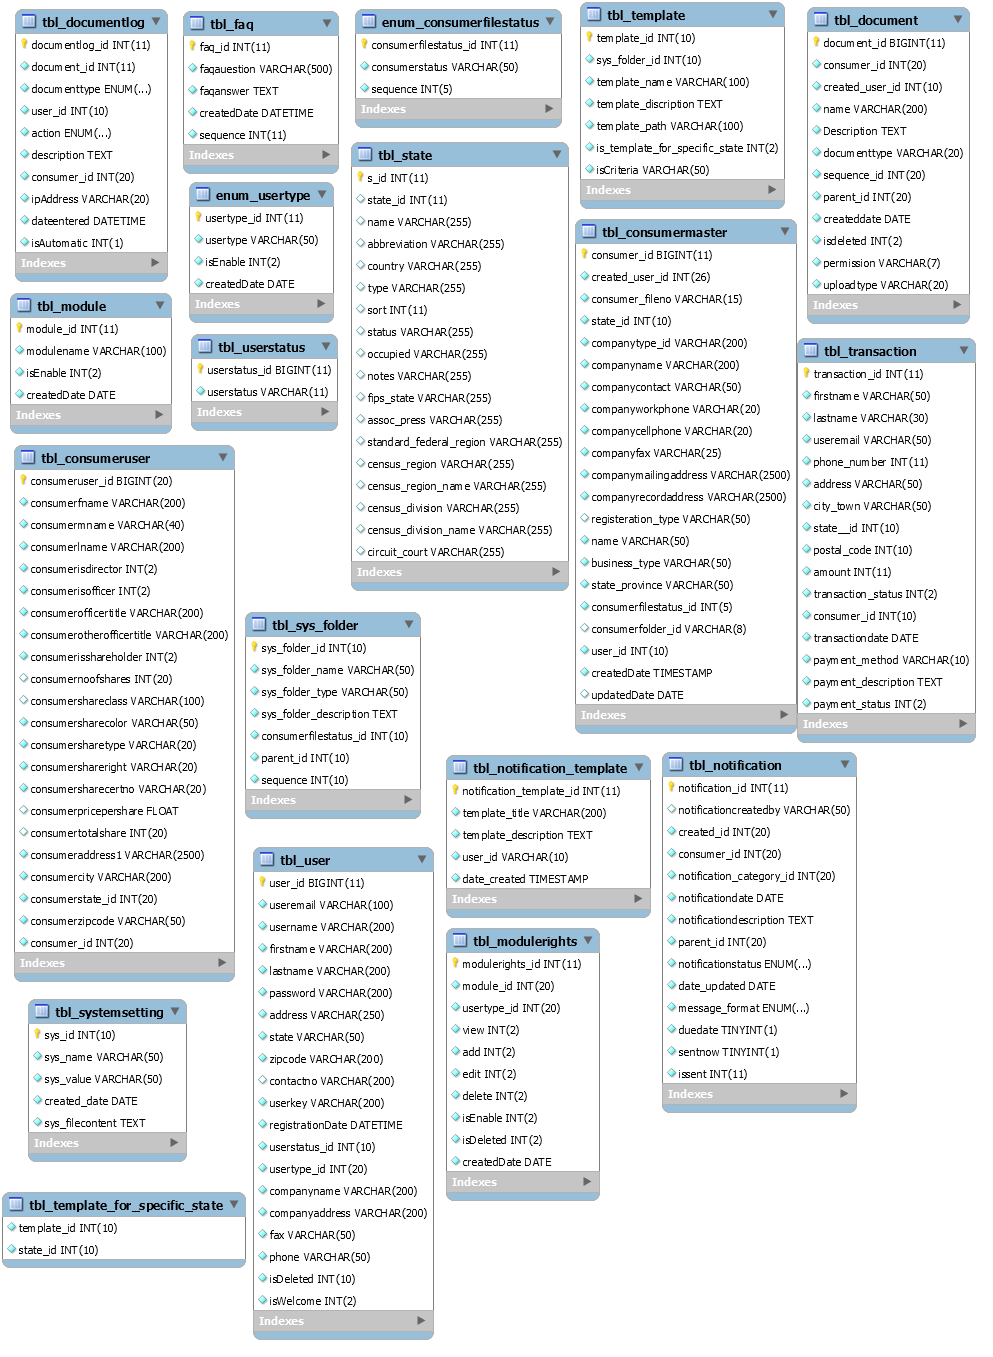 tbl_documentlog
documentlog_id INT(11)
document_id INT(11)
documenttype ENUM(...)
user_id INT(10)
action ENUM(...)
description TEXT
consumer_id INT(20)
ipAddress VARCHAR(20)
dateentered DATETIME
isAutomatic INT(1)
Indexes
tbl_faq
faq_id INT(11)
faqauestion VARCHAR(500)
faqanswer TEXT
createdDate DATETIME
sequence INT(11)
Indexes
enum_consumerfilestatus
consumerfilestatus_id INT(11)
consumerstatus VARCHAR(50)
sequence INT(5)
Indexes
tbl_template
template_id INT(10)
sys_folder_id INT(10)
template_name VARCHAR(100)
template_discription TEXT
template_path VARCHAR(100)
is_template_for_specific_state INT(2)
isCriteria VARCHAR(50)
Indexes
tbl_document
document_id BIGINT(11)
consumer_id INT(20)
created_user_id INT(10)
name VARCHAR(200)
Description TEXT
documenttype VARCHAR(20)
sequence_id INT(20)
parent_id INT(20)
createddate DATE
isdeleted INT(2)
permission VARCHAR(7)
uploadtype VARCHAR(20)
Indexes
enum_usertype
usertype_id INT(11)
usertype VARCHAR(50)
isEnable INT(2)
createdDate DATE
Indexes
tbl_state
s_id INT(11)
state_id INT(11)
name VARCHAR(255)
abbreviation VARCHAR(255)
country VARCHAR(255)
type VARCHAR(255)
sort INT(11)
status VARCHAR(255)
occupied VARCHAR(255)
notes VARCHAR(255)
fips_state VARCHAR(255)
assoc_press VARCHAR(255)
standard_federal_region VARCHAR(255)
census_region VARCHAR(255)
census_region_name VARCHAR(255)
census_division VARCHAR(255)
census_division_name VARCHAR(255)
circuit_court VARCHAR(255)
Indexes
tbl_consumermaster
consumer_id BIGINT(11)
created_user_id INT(26)
consumer_fileno VARCHAR(15)
state_id INT(10)
companytype_id VARCHAR(200)
companyname VARCHAR(200)
companycontact VARCHAR(50)
companyworkphone VARCHAR(20)
companycellphone VARCHAR(20)
companyfax VARCHAR(25)
companymailingaddress VARCHAR(2500)
companyrecordaddress VARCHAR(2500)
registeration_type VARCHAR(50)
name VARCHAR(50)
business_type VARCHAR(50)
state_province VARCHAR(50)
consumerfilestatus_id INT(5)
consumerfolder_id VARCHAR(8)
user_id INT(10)
createdDate TIMESTAMP
updatedDate DATE
Indexes
tbl_module
module_id INT(11)
modulename VARCHAR(100)
isEnable INT(2)
createdDate DATE
Indexes
tbl_userstatus
userstatus_id BIGINT(11)
userstatus VARCHAR(11)
Indexes
tbl_transaction
transaction_id INT(11)
firstname VARCHAR(50)
lastname VARCHAR(30)
useremail VARCHAR(50)
phone_number INT(11)
address VARCHAR(50)
city_town VARCHAR(50)
state__id INT(10)
postal_code INT(10)
amount INT(11)
transaction_status INT(2)
consumer_id INT(10)
transactiondate DATE
payment_method VARCHAR(10)
payment_description TEXT
payment_status INT(2)
Indexes
tbl_consumeruser
consumeruser_id BIGINT(20)
consumerfname VARCHAR(200)
consumermname VARCHAR(40)
consumerlname VARCHAR(200)
consumerisdirector INT(2)
consumerisofficer INT(2)
consumerofficertitle VARCHAR(200)
consumerotherofficertitle VARCHAR(200)
consumerisshareholder INT(2)
consumernoofshares INT(20)
consumershareclass VARCHAR(100)
consumersharecolor VARCHAR(50)
consumersharetype VARCHAR(20)
consumershareright VARCHAR(20)
consumersharecertno VARCHAR(20)
consumerpricepershare FLOAT
consumertotalshare INT(20)
consumeraddress1 VARCHAR(2500)
consumercity VARCHAR(200)
consumerstate_id INT(20)
consumerzipcode VARCHAR(50)
consumer_id INT(20)
Indexes
tbl_sys_folder
sys_folder_id INT(10)
sys_folder_name VARCHAR(50)
sys_folder_type VARCHAR(50)
sys_folder_description TEXT
consumerfilestatus_id INT(10)
parent_id INT(10)
sequence INT(10)
Indexes
tbl_notification_template
notification_template_id INT(11)
template_title VARCHAR(200)
template_description TEXT
user_id VARCHAR(10)
date_created TIMESTAMP
Indexes
tbl_notification
notification_id INT(11)
notificationcreatedby VARCHAR(50)
created_id INT(20)
consumer_id INT(20)
notification_category_id INT(20)
notificationdate DATE
notificationdescription TEXT
parent_id INT(20)
notificationstatus ENUM(...)
date_updated DATE
message_format ENUM(...)
duedate TINYINT(1)
sentnow TINYINT(1)
issent INT(11)
Indexes
tbl_user
user_id BIGINT(11)
useremail VARCHAR(100)
username VARCHAR(200)
firstname VARCHAR(200)
lastname VARCHAR(200)
password VARCHAR(200)
address VARCHAR(250)
state VARCHAR(50)
zipcode VARCHAR(200)
contactno VARCHAR(200)
userkey VARCHAR(200)
registrationDate DATETIME
userstatus_id INT(10)
usertype_id INT(20)
companyname VARCHAR(200)
companyaddress VARCHAR(200)
fax VARCHAR(50)
phone VARCHAR(50)
isDeleted INT(10)
isWelcome INT(2)
Indexes
tbl_modulerights
modulerights_id INT(11)
module_id INT(20)
usertype_id INT(20)
view INT(2)
add INT(2)
edit INT(2)
delete INT(2)
isEnable INT(2)
isDeleted INT(2)
createdDate DATE
Indexes
tbl_systemsetting
sys_id INT(10)
sys_name VARCHAR(50)
sys_value VARCHAR(50)
created_date DATE
sys_filecontent TEXT
Indexes
tbl_template_for_specific_state
template_id INT(10)
state_id INT(10)